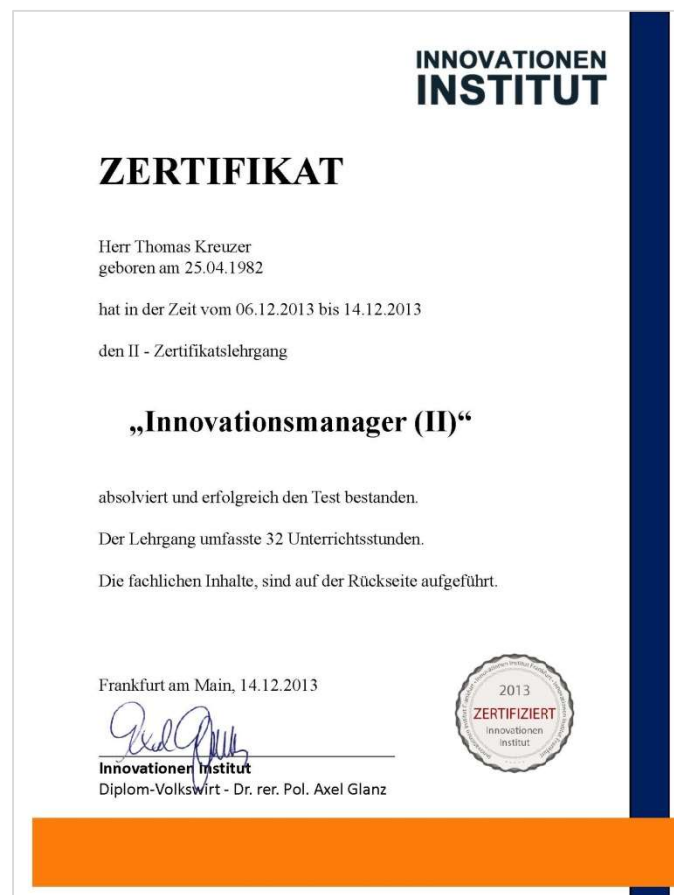 INNOVATIONEN
INSTITUT
ZERTIFIKAT
Herr Thomas Kreuzer
geboren am 25.04.1982
hat in der Zeit vom 06.12.2013 bis 14.12.2013
den II - Zertifikatslehrgang
„Innovationsmanager (II)“
absolviert und erfolgreich den Test bestanden.
Der Lehrgang umfasste 32 Unterrichtsstunden.
Die fachlichen Inhalte, sind auf der Rückseite aufgeführt.
Frankfurt am Main, 14.12.2013
Innovationen Institut
Diplom-Volkswirt - Dr. rer. Pol. Axel Glanz
2013
ZERTIFIZIERT
Innovationen
Institut